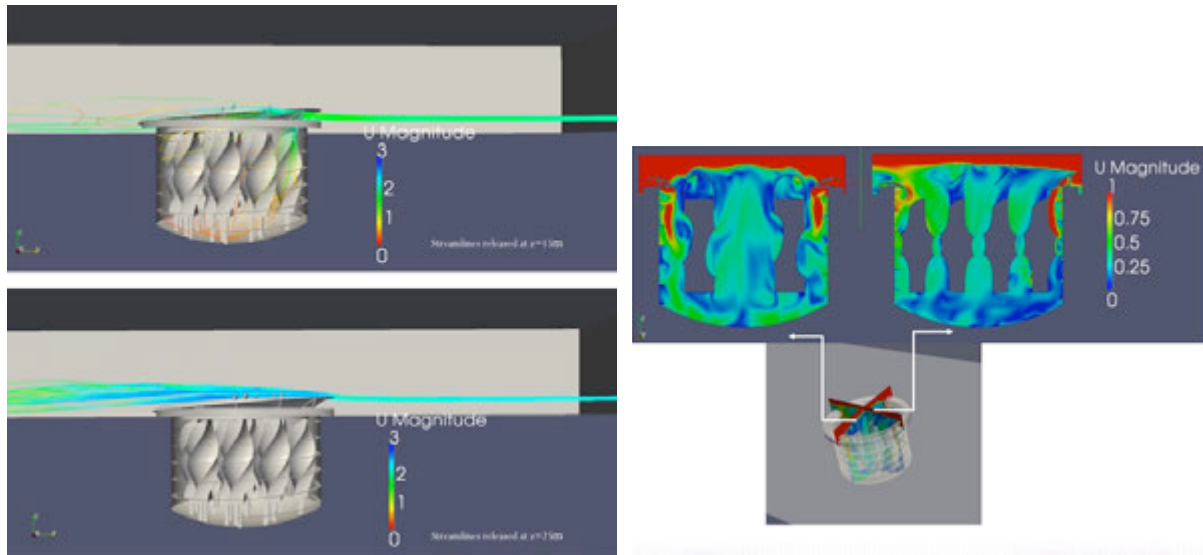 U Magnitude
3
2
1
0
Streamlines released at z=15m
U Magnitude
3
2
1
0
Streamlines released at z=25m
U Magnitude
1
0.75
0.5
0.25
0